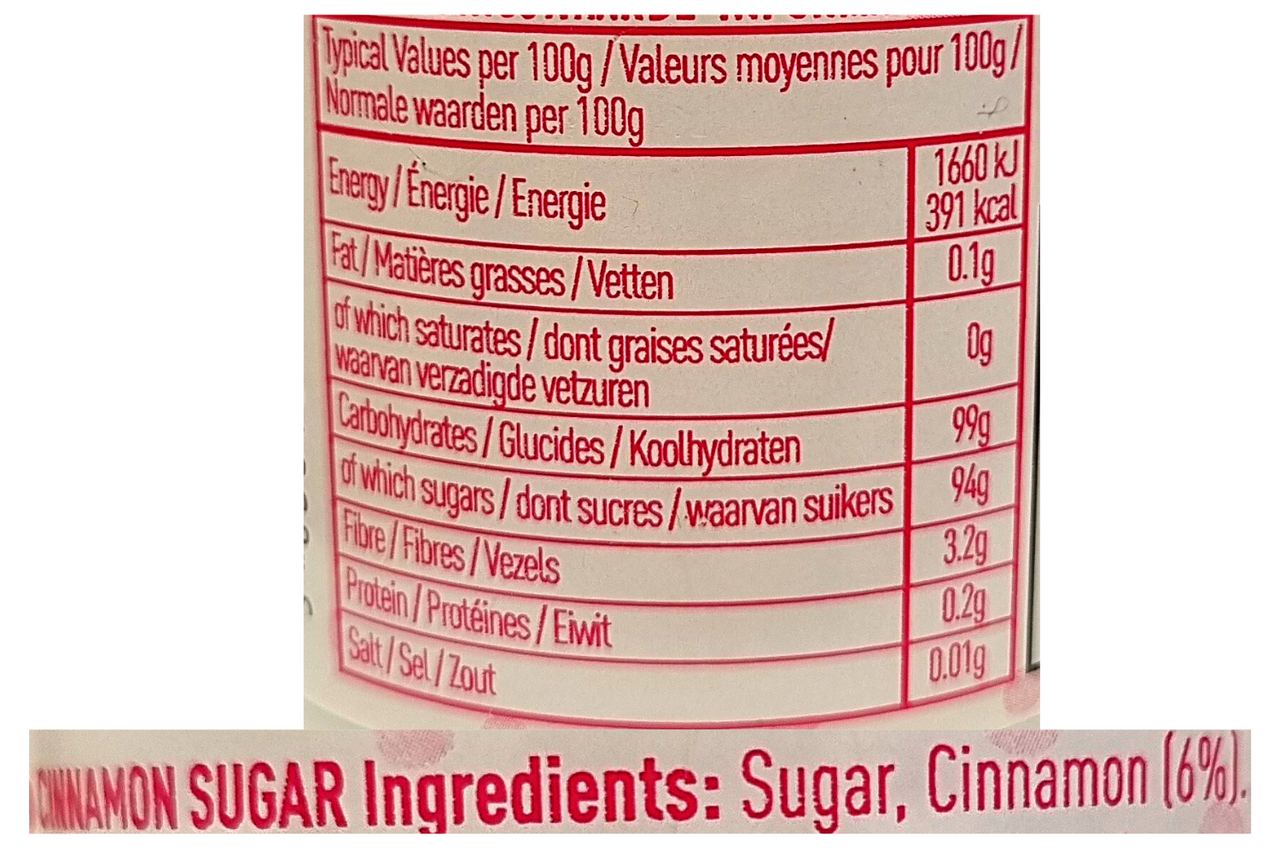 Typical Values per 100g / Valeurs moyennes pour 100g /
Normale waarden per 100g
Energy / Énergie / Energie 1660 kJ
391 kcal
Fat / Matières grasses / Vetten 0.1g
of which saturates / dont graises saturées/
waarvan verzadigde vetzuren 0g
Carbohydrates / Glucides / Koolhydraten 99g
of which sugars / dont sucres / waarvan suikers 94g
Fibre / Fibres / Vezels 3.2g
Protein / Protéines / Eiwit 0.2g
Salt / Sel / Zout 0.01g
CINNAMON SUGAR Ingredients: Sugar, Cinnamon (6%).